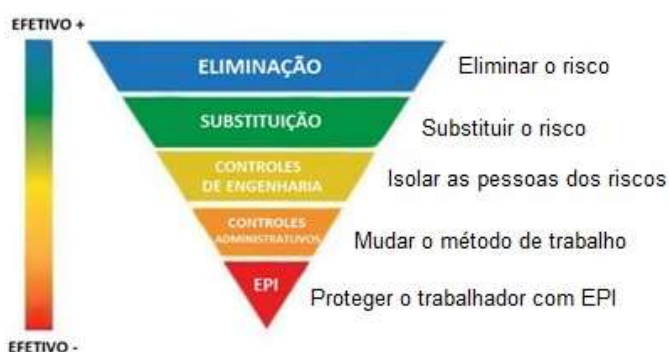 EFETIVO +
ELIMINAÇÃO
Eliminar o risco
SUBSTITUIÇÃO
Substituir o risco
CONTROLES
DE ENGENHARIA
Isolar as pessoas dos riscos
CONTROLES
ADMINISTRATUVOS
Mudar o método de trabalho
EPI
Proteger o trabalhador com EPI
EFETIVO -